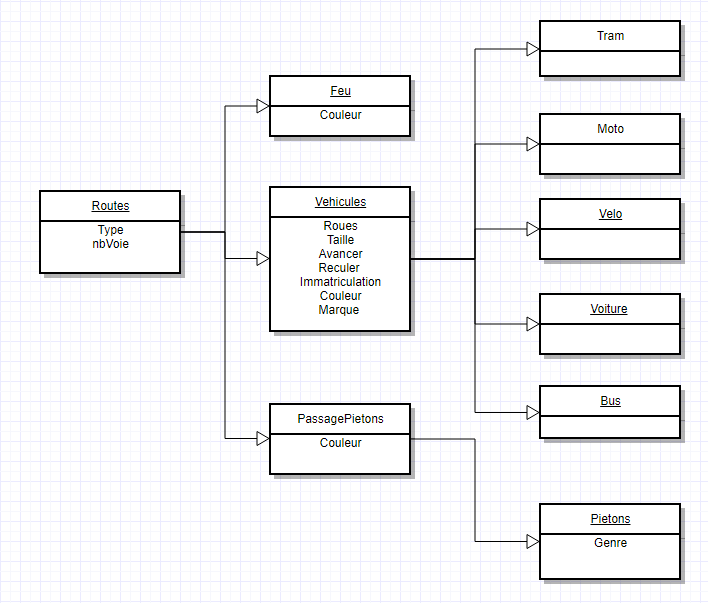 Routes
Type
nbVoie
Feu
Couleur
Vehicules
Roues
Taille
Avancer
Reculer
Immatriculation
Couleur
Marque
PassagePietons
Couleur
Tram
Moto
Velo
Voiture
Bus
Pietons
Genre